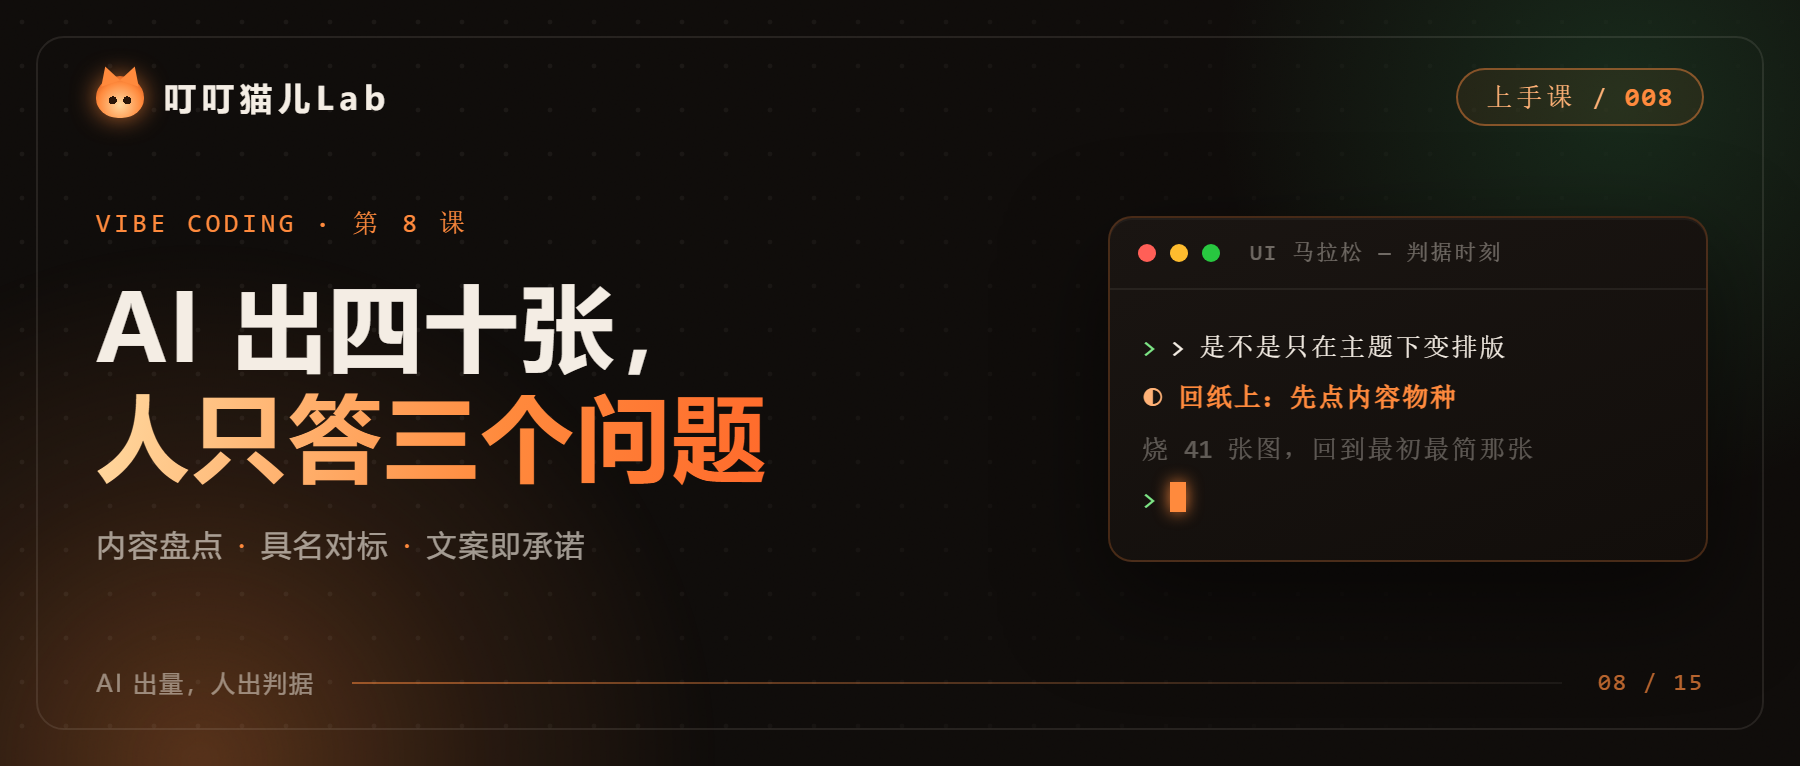 叮叮猫儿Lab
上手课 / 008
VIBE CODING · 第 8 课
AI 出四十张，
人只答三个问题
内容盘点 · 具名对标 · 文案即承诺
UI 马拉松 — 判据时刻
> > 是不是只在主题下变排版
◐ 回纸上：先点内容物种
烧 41 张图，回到最初最简那张
>
AI 出量，人出判据
08 / 15